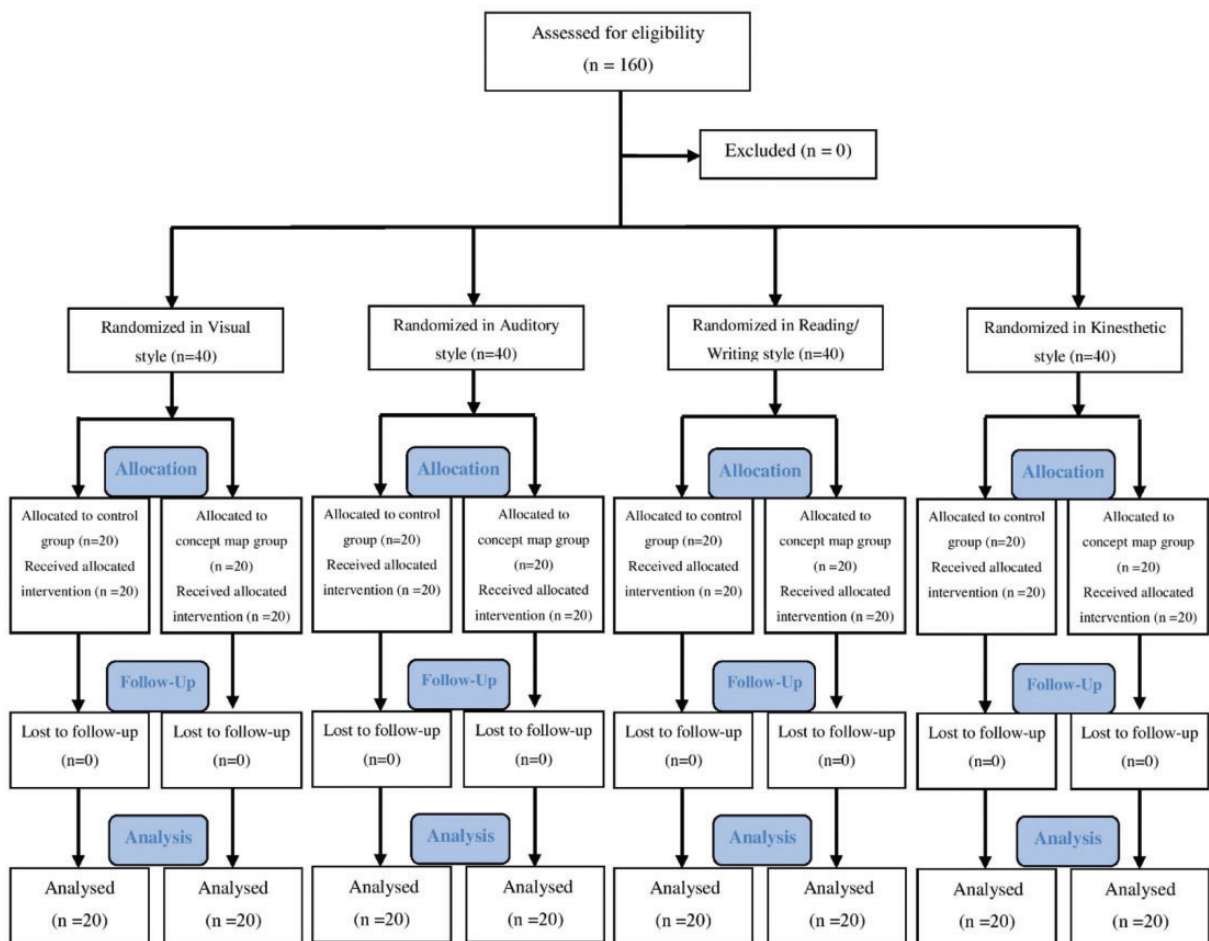 Assessed for eligibility
(n = 160)
Excluded (n = 0)
Randomized in Visual
style (n=40)
Randomized in Auditory
style (n=40)
Randomized in Reading/
Writing style (n=40)
Randomized in Kinesthetic
style (n=40)
Allocation
Allocation
Allocation
Allocation
Allocated to control
group (n=20)
Received allocated
intervention (n =20)
Allocated to
concept map group
(n =20)
Received allocated
intervention (n =20)
Allocated to control
group (n=20)
Received allocated
intervention (n =20)
Allocated to
concept map group
(n=20)
Received allocated
intervention (n =20)
Allocated to control
group (n=20)
Received allocated
intervention (n =20)
Allocated to
concept map group
(n =20)
Received allocated
intervention (n =20)
Allocated to control
group (n=20)
Received allocated
intervention (n =20)
Allocated to
concept map group
(n =20)
Received allocated
intervention (n =20)
Follow-Up
Follow-Up
Follow-Up
Follow-Up
Lost to follow-up
(n=0)
Lost to follow-up
(n=0)
Lost to follow-up
(n=0)
Lost to follow-up
(n=0)
Lost to follow-up
(n=0)
Lost to follow-up
(n=0)
Lost to follow-up
(n=0)
Lost to follow-up
(n=0)
Analysis
Analysis
Analysis
Analysis
Analysed
(n =20)
Analysed
(n =20)
Analysed
(n =20)
Analysed
(n =20)
Analysed
(n =20)
Analysed
(n =20)
Analysed
(n =20)
Analysed
(n =20)